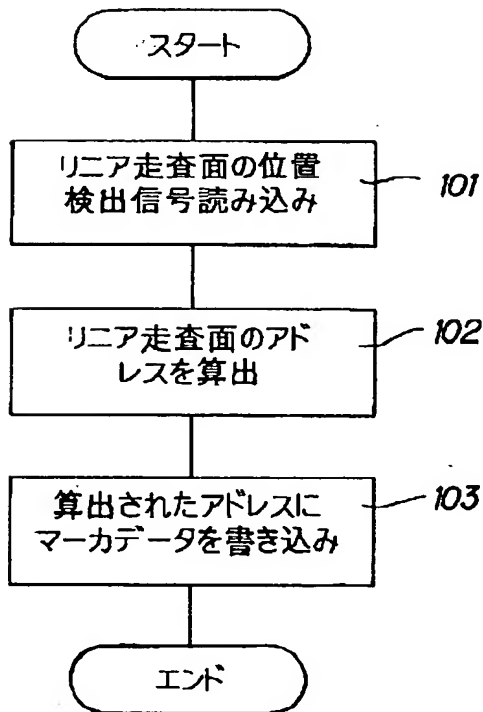 スタート
リニア走査面の位置
検出信号読み込み
101
リニア走査面のアド
レスを算出
102
算出されたアドレスに
マーカデータを書き込み
103
エンド